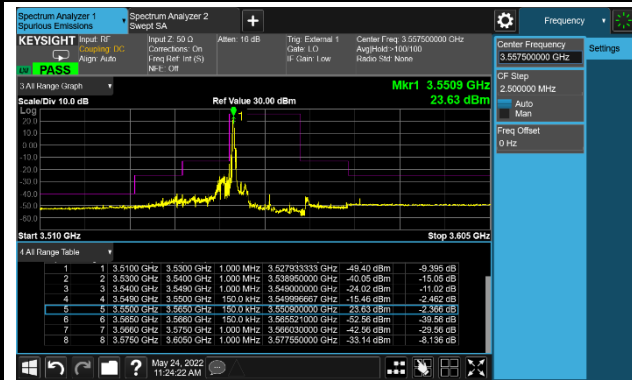 Spectrum Analyzer 1
Spurious Emissions
Spectrum Analyzer 2
Swept SA
Frequency
KEYSIGHT
Input: RF
Coupling: DC
Align: Auto
Input Z: 50 Ω
Corrections: On
Freq Ref: Int (S)
NFE: Off
Atten: 16 dB
Trig: External 1
Gate: LO
IF Gain: Low
Center Freq: 3.557500000 GHz
Avg|Hold:>100/100
Radio Std: None
PASS
Center Frequency
3.557500000 GHz
Settings
CF Step
2.500000 MHz
Auto
Man
Freq Offset
0 Hz
3 All Range Graph
Mkr1 3.5509 GHz
Scale/Div 10.0 dB
Ref Value 30.00 dBm
23.63 dBm
Log
20.0
10.0
0.00
-10.0
-20.0
-30.0
-40.0
-50.0
-60.0
1
Start 3.510 GHz
Stop 3.605 GHz
4 All Range Table
1 1 3.5100 GHz 3.5300 GHz 1.000 MHz 3.527933333 GHz -49.40 dBm -9.395 dB
2 2 3.5300 GHz 3.5400 GHz 1.000 MHz 3.538950000 GHz -40.05 dBm -15.05 dB
3 3 3.5400 GHz 3.5490 GHz 1.000 MHz 3.549000000 GHz -24.02 dBm -11.02 dB
4 4 3.5490 GHz 3.5500 GHz 150.0 kHz 3.549996667 GHz -15.46 dBm -2.462 dB
5 5 3.5500 GHz 3.5650 GHz 150.0 kHz 3.550900000 GHz 23.63 dBm -2.366 dB
6 6 3.5650 GHz 3.5660 GHz 150.0 kHz 3.565521000 GHz -52.56 dBm -39.56 dB
7 7 3.5660 GHz 3.5750 GHz 1.000 MHz 3.566030000 GHz -42.56 dBm -29.56 dB
8 8 3.5750 GHz 3.6050 GHz 1.000 MHz 3.577550000 GHz -33.14 dBm -8.136 dB
May 24, 2022
11:24:22 AM